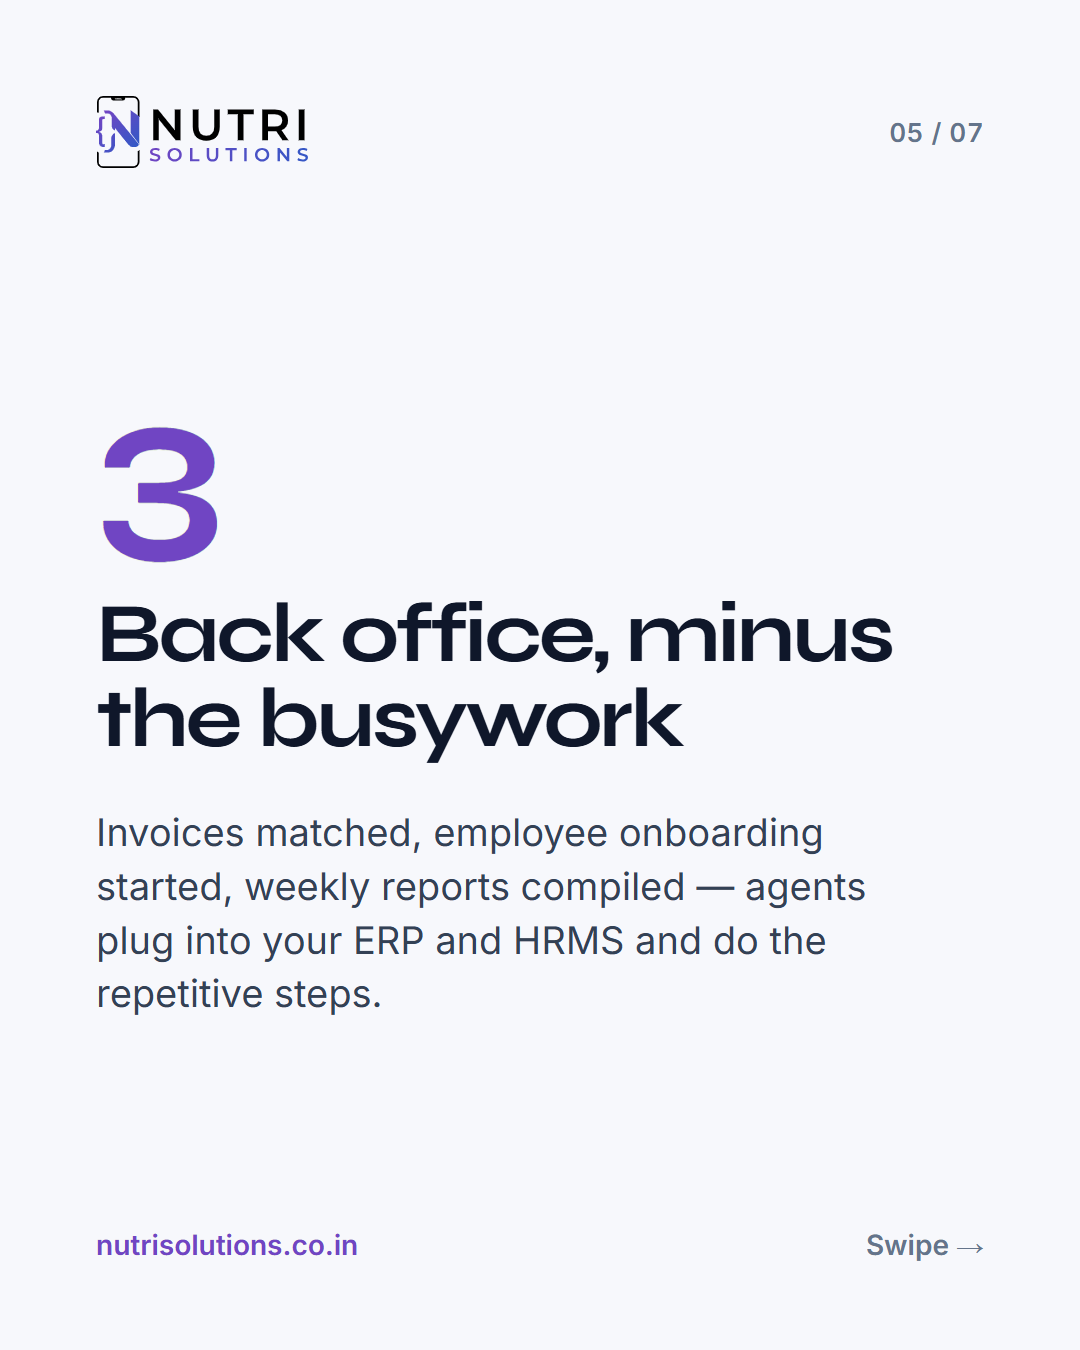 NUTRI
SOLUTIONS
05 / 07
3
Back office, minus
the busywork
Invoices matched, employee onboarding
started, weekly reports compiled — agents
plug into your ERP and HRMS and do the
repetitive steps.
nutrisolutions.co.in
Swipe →